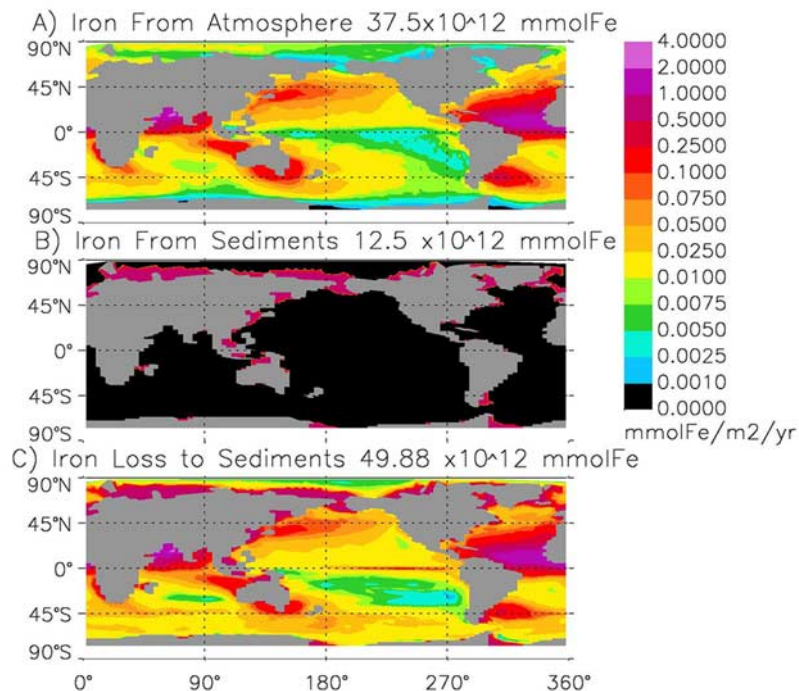 A) Iron From Atmosphere 37.5x10^12 mmolFe
90°N
45°N
0°
45°S
90°S
B) Iron From Sediments 12.5 x10^12 mmolFe
90°N
45°N
0°
45°S
90°S
C) Iron Loss to Sediments 49.88 x10^12 mmolFe
90°N
45°N
0°
45°S
90°S
0° 90° 180° 270° 360°
4.0000
2.0000
1.0000
0.5000
0.2500
0.1000
0.0750
0.0500
0.0250
0.0100
0.0075
0.0050
0.0025
0.0010
0.0000
mmolFe/m2/yr